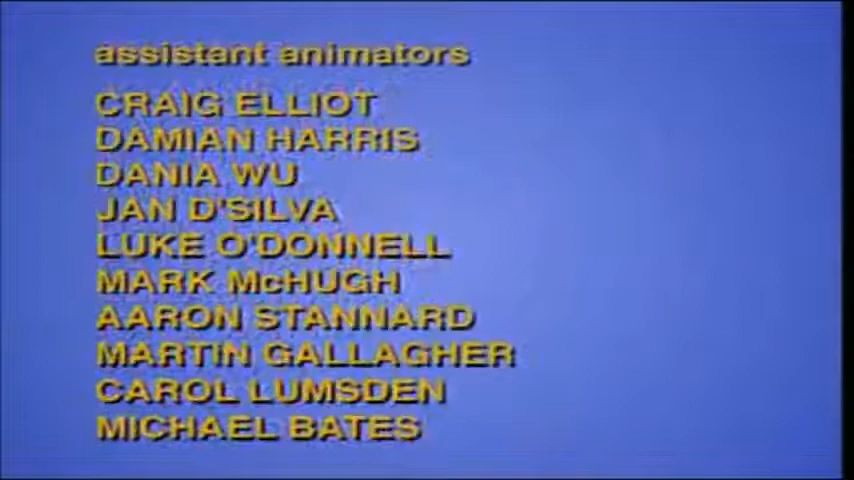 assistant animators
CRAIG ELLIOT
DAMIAN HARRIS
DANIA WU
JAN D'SILVA
LUKE O'DONNELL
MARK McHUGH
AARON STANNARD
MARTIN GALLAGHER
CAROL LUMSDEN
MICHAEL BATES